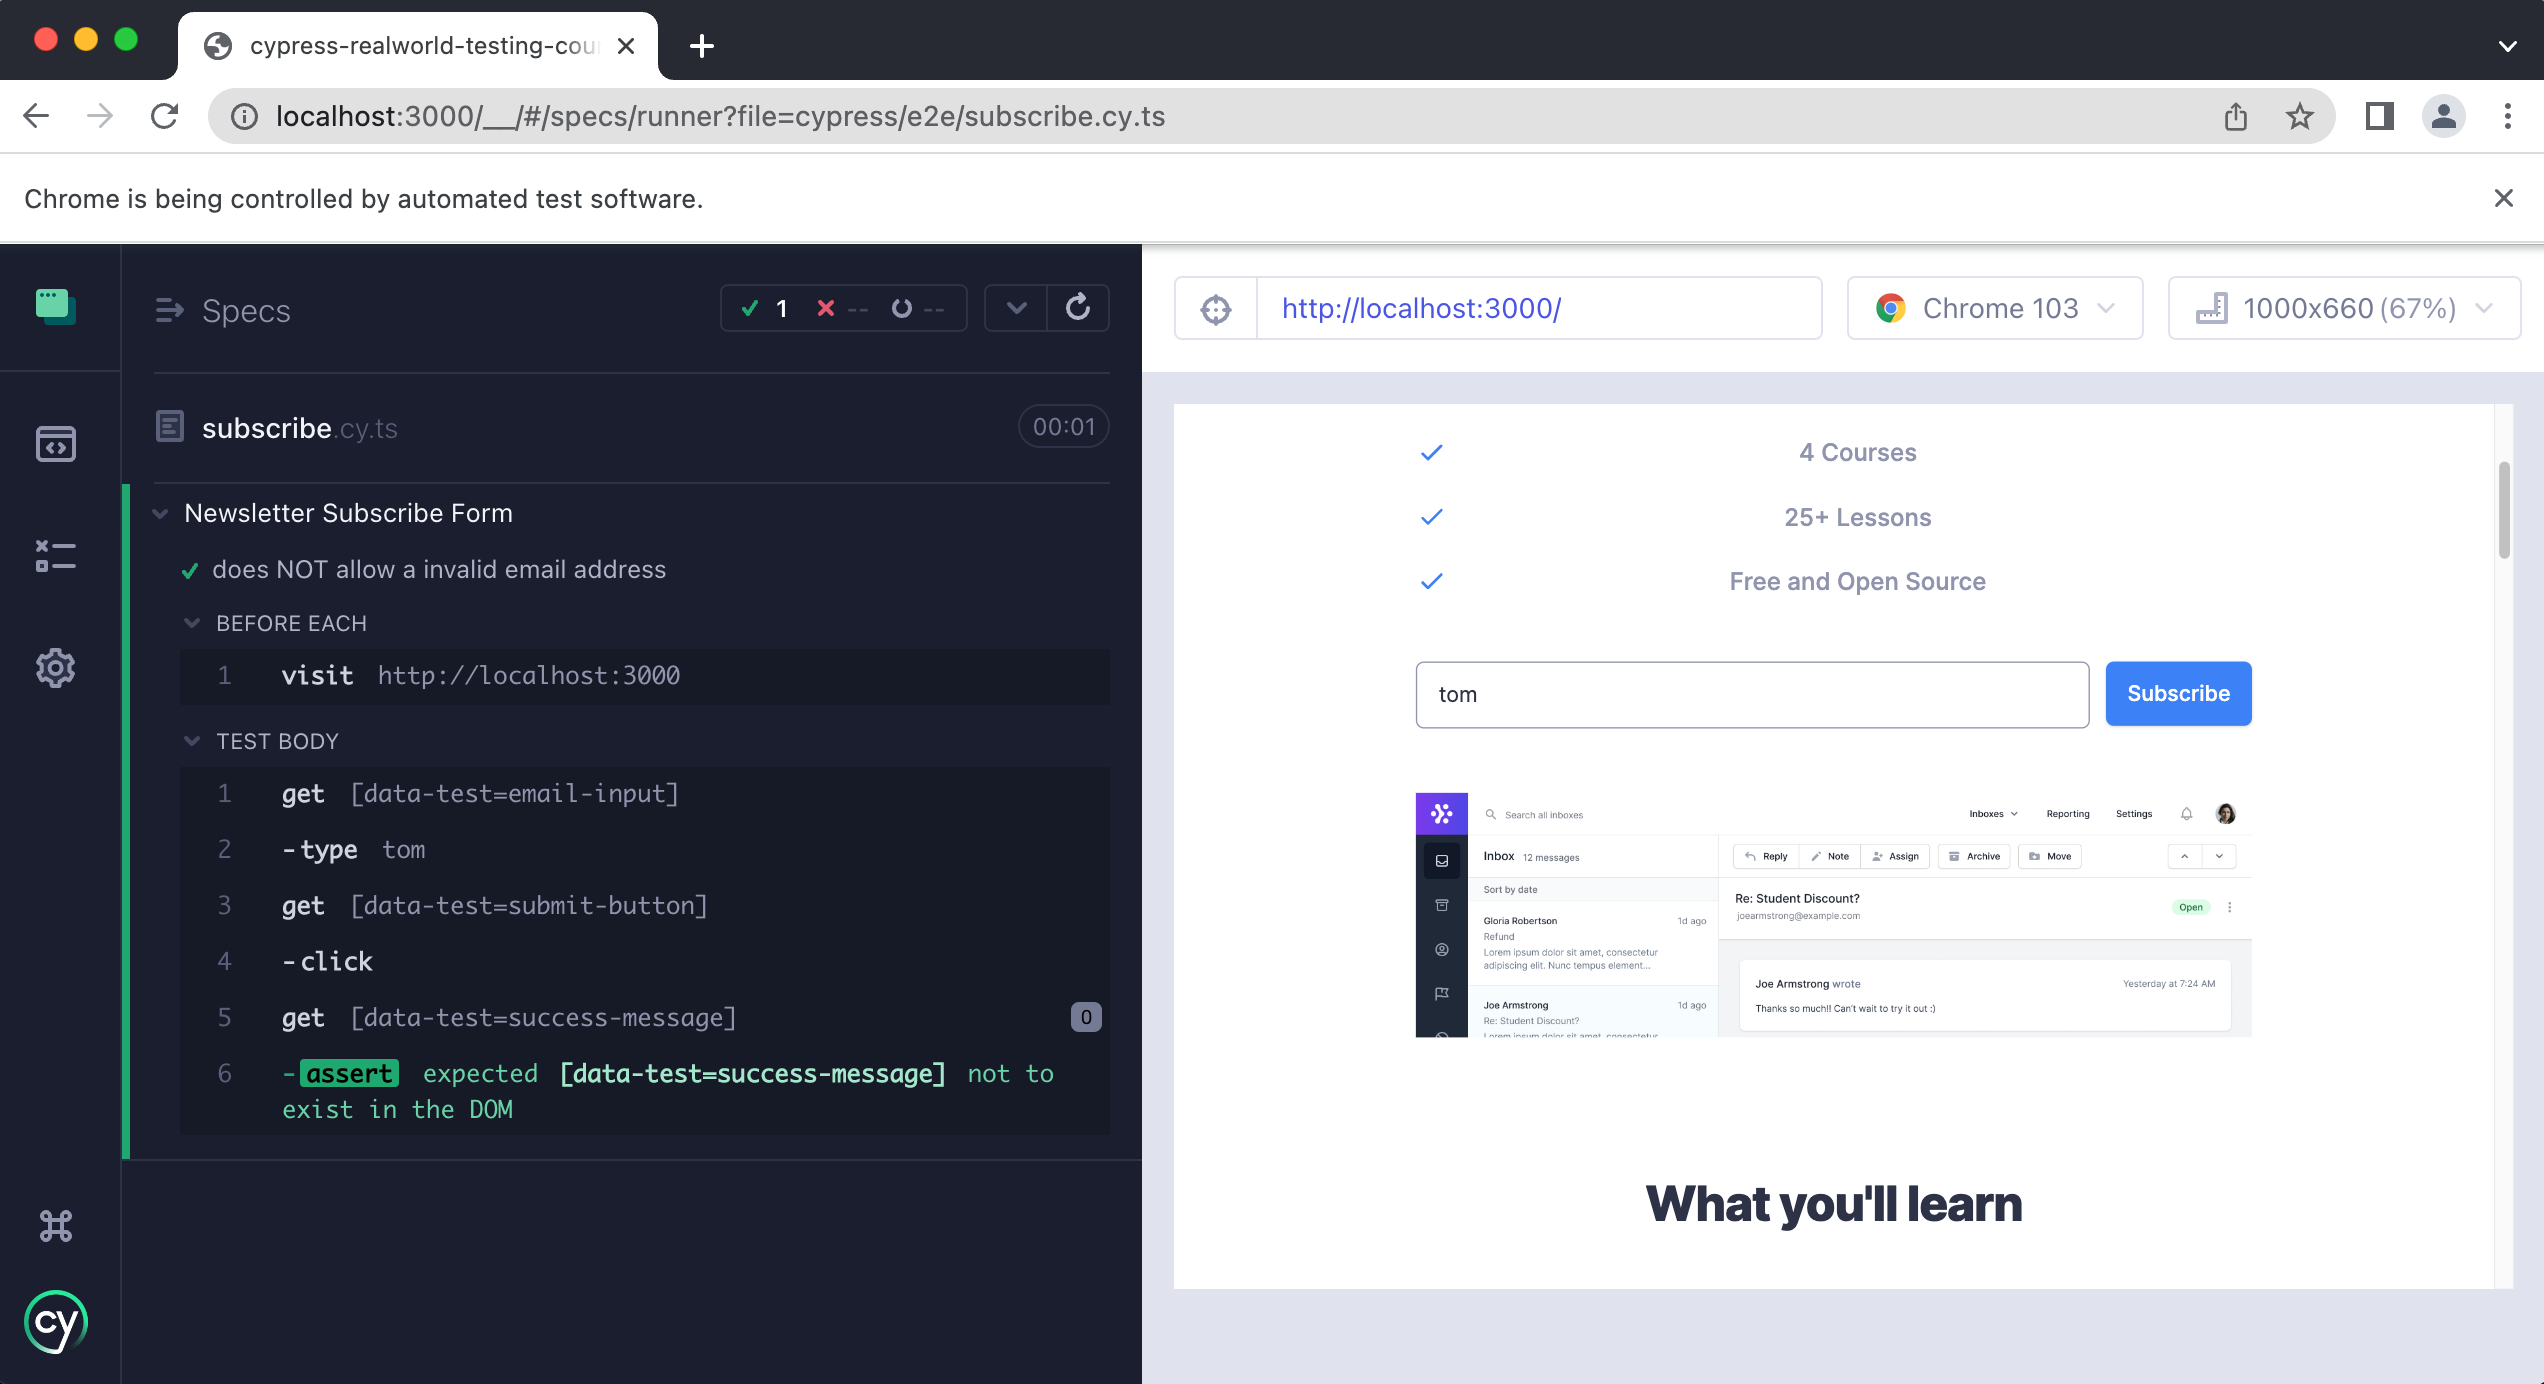 cypress-realworld-testing-cou
localhost:3000/__/#/specs/runner?file=cypress/e2e/subscribe.cy.ts
Chrome is being controlled by automated test software.
Specs
1 -- --
subscribe.cy.ts
00:01
Newsletter Subscribe Form
does NOT allow a invalid email address
BEFORE EACH
1 visit http://localhost:3000
TEST BODY
1 get [data-test=email-input]
2 -type tom
3 get [data-test=submit-button]
4 -click
5 get [data-test=success-message] 0
6 -assert expected [data-test=success-message] not to
exist in the DOM
cy
http://localhost:3000/
Chrome 103
1000x660 (67%)
4 Courses
25+ Lessons
Free and Open Source
tom
Subscribe
Search all inboxes
Inboxes
Reporting
Settings
Inbox 12 messages
Reply
Note
Assign
Archive
Move
Sort by date
Gloria Robertson 1d ago
Refund
Lorem ipsum dolor sit amet, consectetur
adipiscing elit. Nunc tempus element...
Joe Armstrong 1d ago
Re: Student Discount?
Lorem ipsum dolor sit amet, consectetur
Re: Student Discount?
joearmstrong@example.com
Open
Joe Armstrong wrote
Yesterday at 7:24 AM
Thanks so much!! Can't wait to try it out :)
What you'll learn